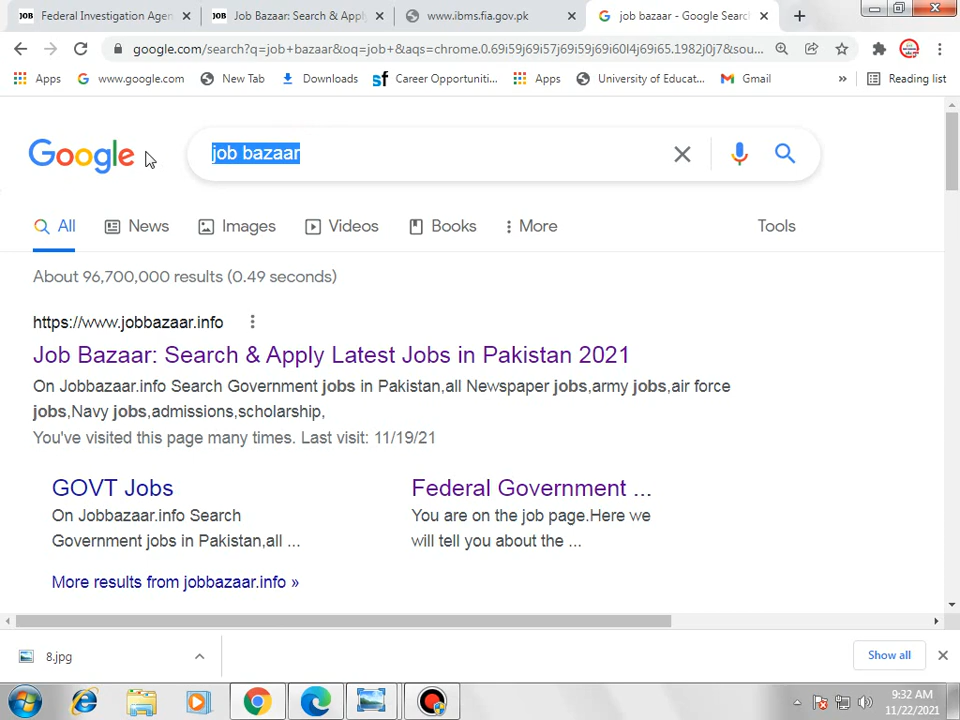 Federal Investigation Agen
Job Bazaar: Search & Appl
www.ibms.fia.gov.pk
job bazaar - Google Search
google.com/search?q=job+bazaar&oq=job+&aqs=chrome.0.69i59j69i57j69i59j69i60l4j69i65.1982j0j7&sou...
Apps
www.google.com
New Tab
Downloads
Career Opportuniti...
Apps
University of Educat...
Gmail
»
Reading list
Google
job bazaar
All
News
Images
Videos
Books
More
Tools
About 96,700,000 results (0.49 seconds)
https://www.jobbazaar.info
Job Bazaar: Search & Apply Latest Jobs in Pakistan 2021
On Jobbazaar.info Search Government jobs in Pakistan,all Newspaper jobs,army jobs,air force
jobs,Navy jobs,admissions,scholarship,
You've visited this page many times. Last visit: 11/19/21
GOVT Jobs
On Jobbazaar.info Search
Government jobs in Pakistan,all ...
Federal Government ...
You are on the job page.Here we
will tell you about the ...
More results from jobbazaar.info »
8.jpg
Show all
9:32 AM
11/22/2021